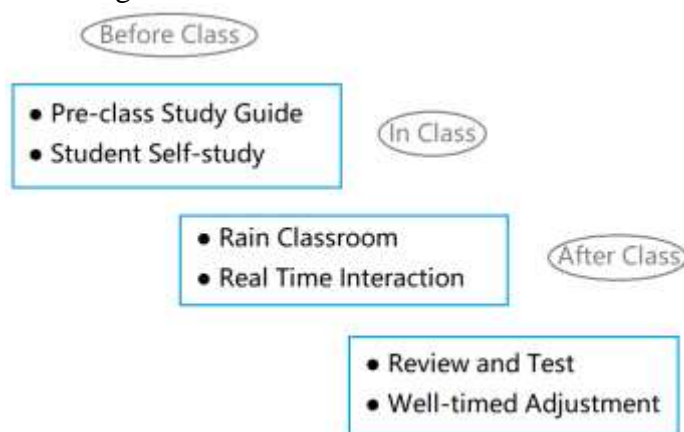 Before Class
● Pre-class Study Guide
● Student Self-study
In Class
● Rain Classroom
● Real Time Interaction
After Class
● Review and Test
● Well-timed Adjustment